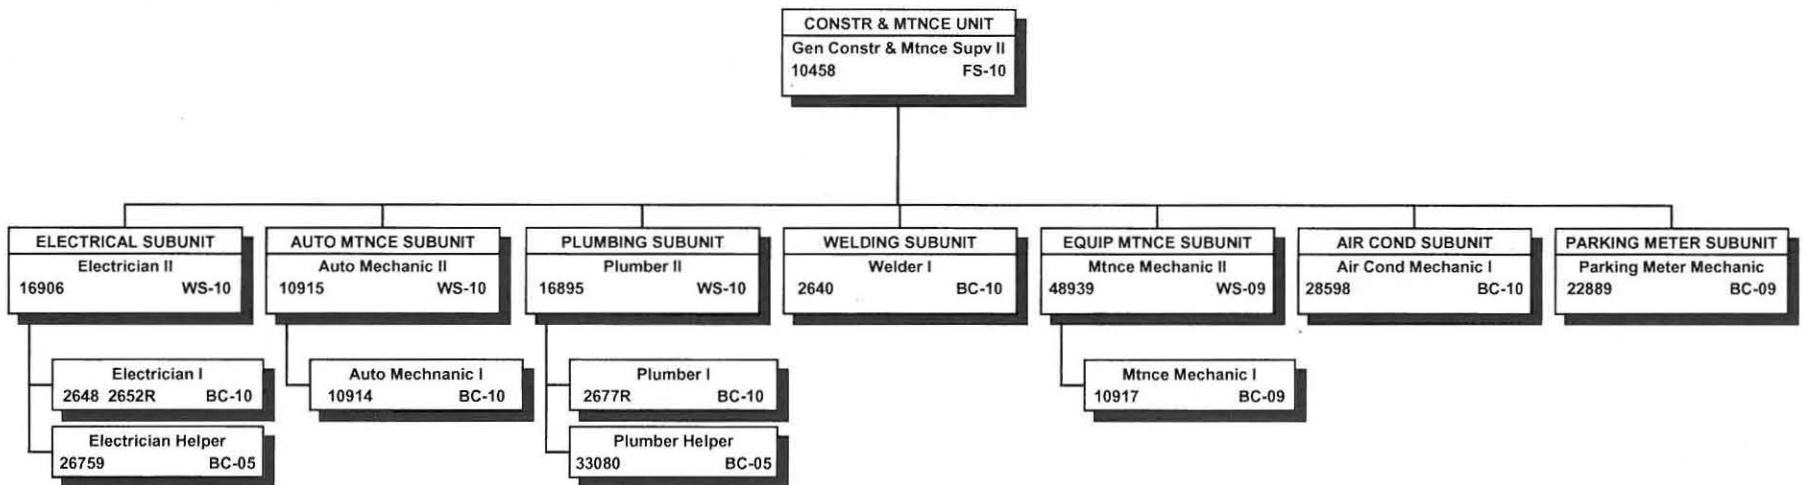 CONSTR & MTNCE UNIT
Gen Constr & Mtnce Supv II
10458 FS-10
ELECTRICAL SUBUNIT
Electrician II
16906 WS-10
Electrician I
2648 2652R BC-10
Electrician Helper
26759 BC-05
AUTO MTNCE SUBUNIT
Auto Mechanic II
10915 WS-10
Auto Mechnanic I
10914 BC-10
PLUMBING SUBUNIT
Plumber II
16895 WS-10
Plumber I
2677R BC-10
Plumber Helper
33080 BC-05
WELDING SUBUNIT
Welder I
2640 BC-10
EQUIP MTNCE SUBUNIT
Mtnce Mechanic II
48939 WS-09
Mtnce Mechanic I
10917 BC-09
AIR COND SUBUNIT
Air Cond Mechanic I
28598 BC-10
PARKING METER SUBUNIT
Parking Meter Mechanic
22889 BC-09